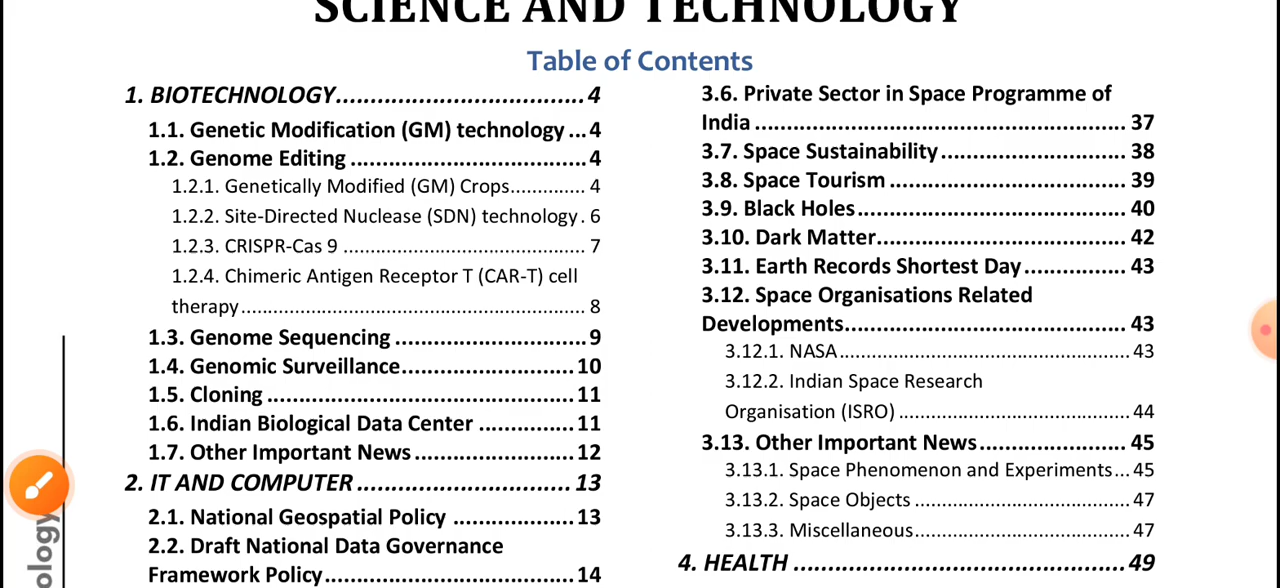 SCIENCE AND TECHNOLOGY
Table of Contents
1. BIOTECHNOLOGY....................................4
1.1. Genetic Modification (GM) technology ...4
1.2. Genome Editing ..................................4
1.2.1. Genetically Modified (GM) Crops............. 4
1.2.2. Site-Directed Nuclease (SDN) technology . 6
1.2.3. CRISPR-Cas 9 .......................................... 7
1.2.4. Chimeric Antigen Receptor T (CAR-T) cell
therapy............................................................ 8
1.3. Genome Sequencing ...........................9
1.4. Genomic Surveillance........................10
1.5. Cloning ...........................................11
1.6. Indian Biological Data Center .............11
1.7. Other Important News......................12
2. IT AND COMPUTER ...............................13
2.1. National Geospatial Policy .................13
2.2. Draft National Data Governance
Framework Policy...................................14
3.6. Private Sector in Space Programme of
India .................................................... 37
3.7. Space Sustainability.............................. 38
3.8. Space Tourism ................................. 39
3.9. Black Holes..................................... 40
3.10. Dark Matter................................... 42
3.11. Earth Records Shortest Day................ 43
3.12. Space Organisations Related
Developments....................................... 43
3.12.1. NASA.................................................. 43
3.12.2. Indian Space Research
Organisation (ISRO) ........................................ 44
3.13. Other Important News..................... 45
3.13.1. Space Phenomenon and Experiments... 45
3.13.2. Space Objects ..................................... 47
3.13.3. Miscellaneous..................................... 47
4. HEALTH ................................................49
ology